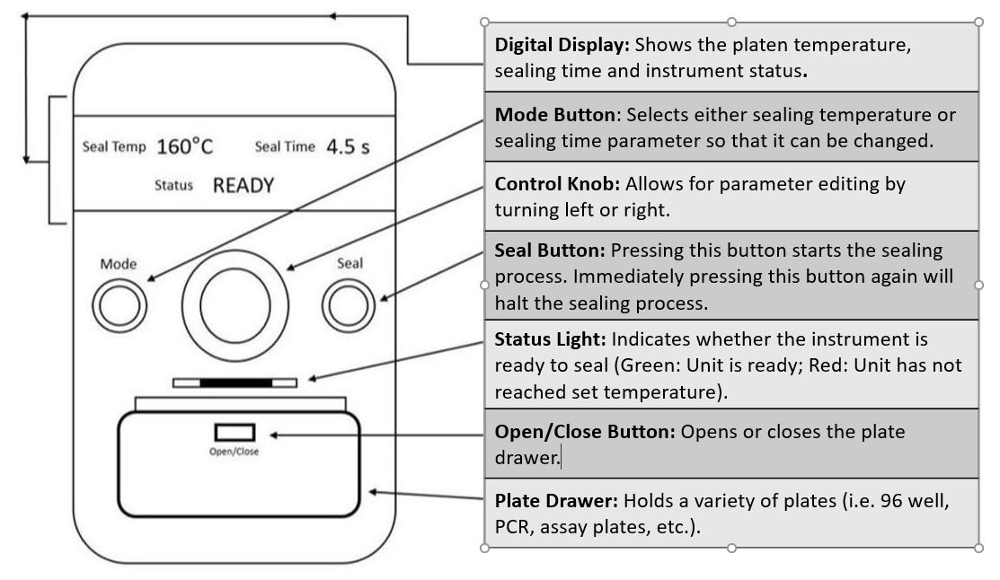 Digital Display: Shows the platen temperature,
sealing time and instrument status.
Mode Button: Selects either sealing temperature or
sealing time parameter so that it can be changed.
Control Knob: Allows for parameter editing by
turning left or right.
Seal Button: Pressing this button starts the sealing
process. Immediately pressing this button again will
halt the sealing process.
Status Light: Indicates whether the instrument is
ready to seal (Green: Unit is ready; Red: Unit has not
reached set temperature).
Open/Close Button: Opens or closes the plate
drawer.
Plate Drawer: Holds a variety of plates (i.e. 96 well,
PCR, assay plates, etc.).
Seal Temp 160°C Seal Time 4.5 s
Status READY
Mode
Seal
Open/Close